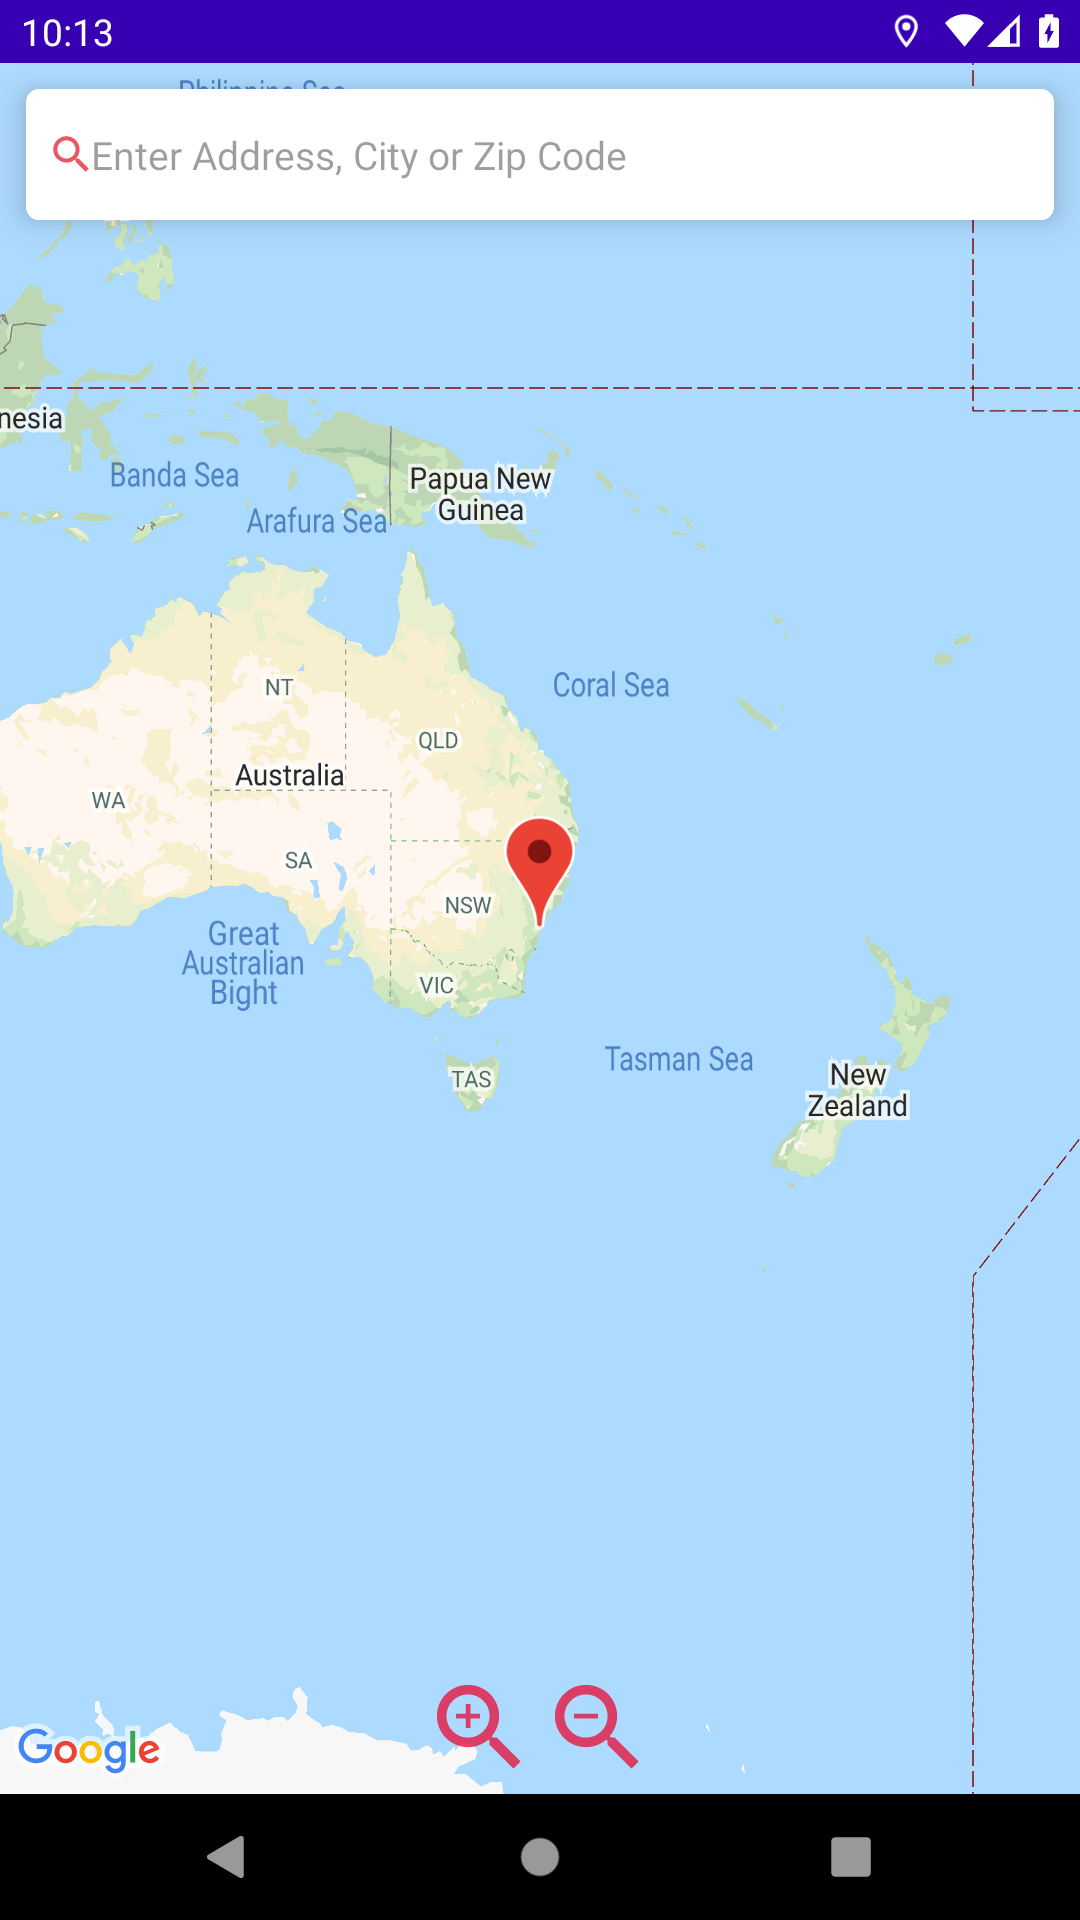 10:13
Philippine Sea
Enter Address, City or Zip Code
nesia
Banda Sea
Papua New
Guinea
Arafura Sea
NT
Coral Sea
QLD
Australia
WA
SA
NSW
Great
Australian
Bight
VIC
Tasman Sea
TAS
New
Zealand
Google